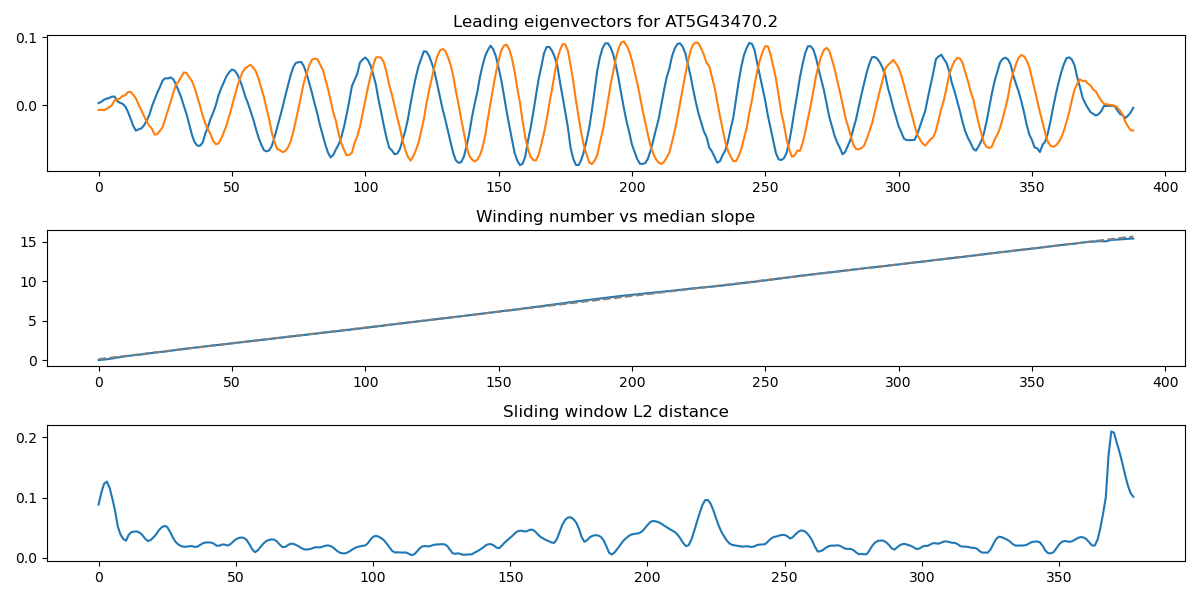 Leading eigenvectors for AT5G43470.2
0.1
0.0
0 50 100 150 200 250 300 350 400
Winding number vs median slope
15
10
5
0
0 50 100 150 200 250 300 350 400
Sliding window L2 distance
0.2
0.1
0.0
0 50 100 150 200 250 300 350